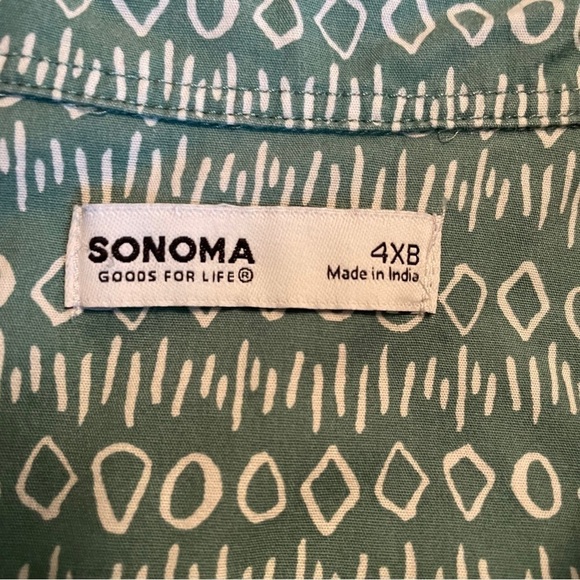 SONOMA
GOODS FOR LIFE®
4XB
Made in India